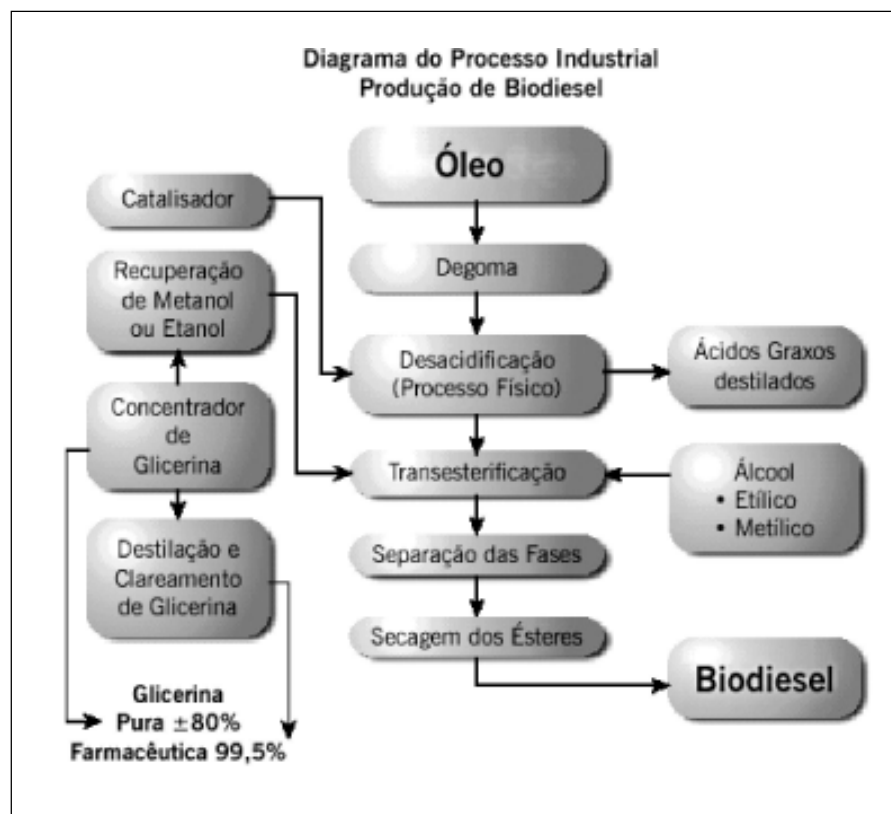 Diagrama do Processo Industrial
Produção de Biodiesel
Óleo
Catalisador
Degoma
Recuperação
de Metanol
ou Etanol
Desacidificação
(Processo Físico)
Ácidos Graxos
destilados
Concentrador
de
Glicerina
Transesterificação
Álcool
• Etílico
• Metílico
Destilação e
Clareamento
de Glicerina
Separação das Fases
Secagem dos Ésteres
Biodiesel
Glicerina
Pura ±80%
Farmacêutica 99,5%